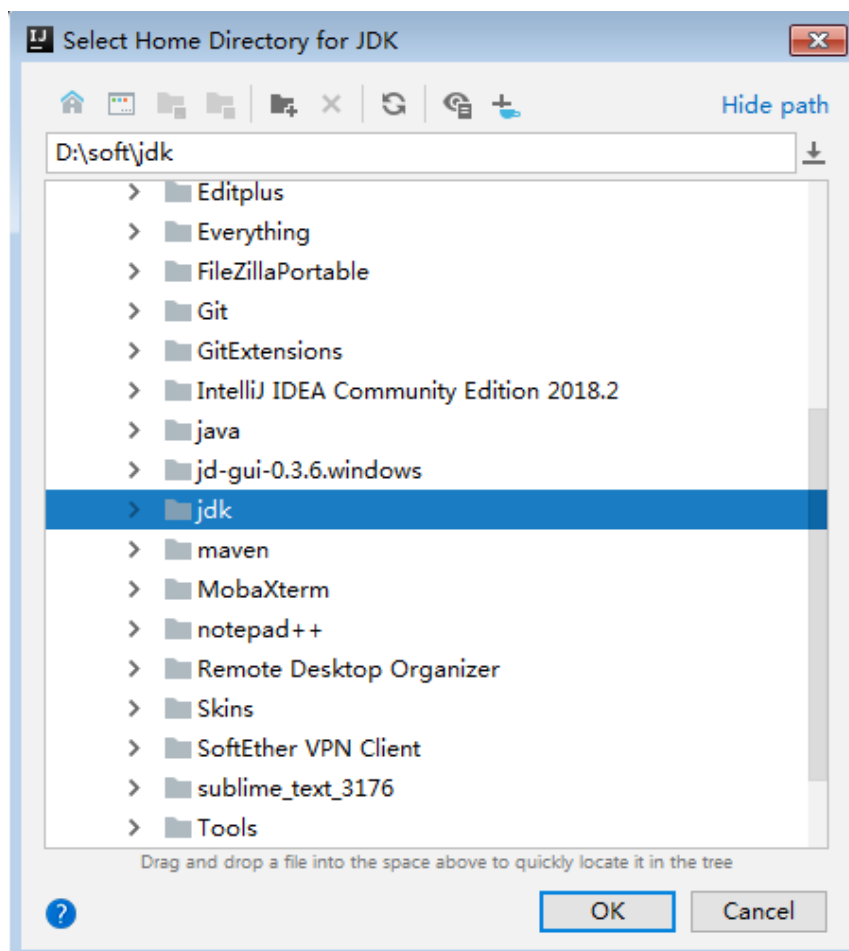 IJ Select Home Directory for JDK
Hide path
D:\soft\jdk
Editplus
Everything
FileZillaPortable
Git
GitExtensions
IntelliJ IDEA Community Edition 2018.2
java
jd-gui-0.3.6.windows
jdk
maven
MobaXterm
notepad++
Remote Desktop Organizer
Skins
SoftEther VPN Client
sublime_text_3176
Tools
Drag and drop a file into the space above to quickly locate it in the tree
? OK Cancel